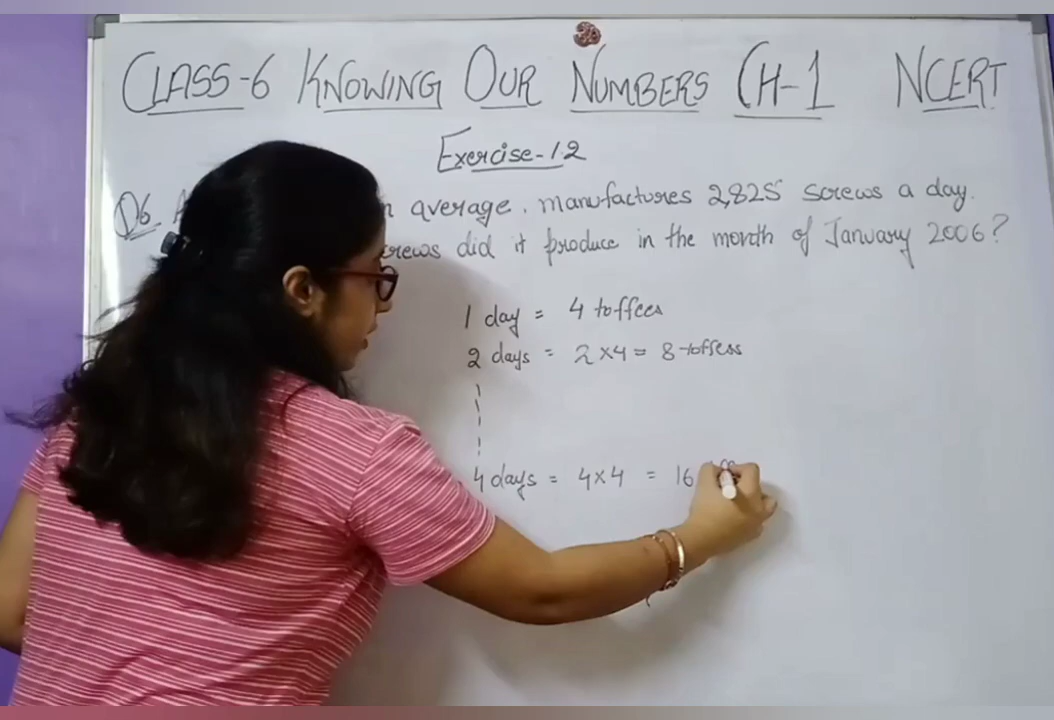 CLASS-6 KNOWING OUR NUMBERS CH-1 NCERT
Exercise-1.2
Q6. A average, manufactures 2,825 screws a day.
did it produce in the month of January 2006?
1 day = 4 toffees
2 days = 2×4 = 8 toffess
4 days = 4×4 = 16